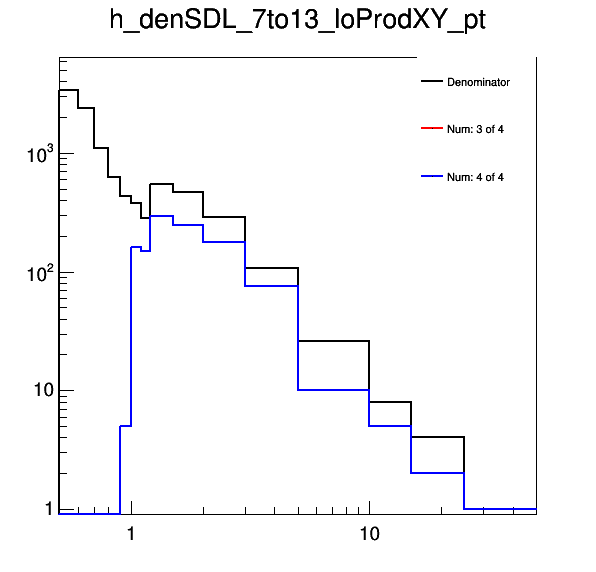 h_denSDL_7to13_loProdXY_pt
Denominator
Num: 3 of 4
Num: 4 of 4
10³
10²
10
1
1
10